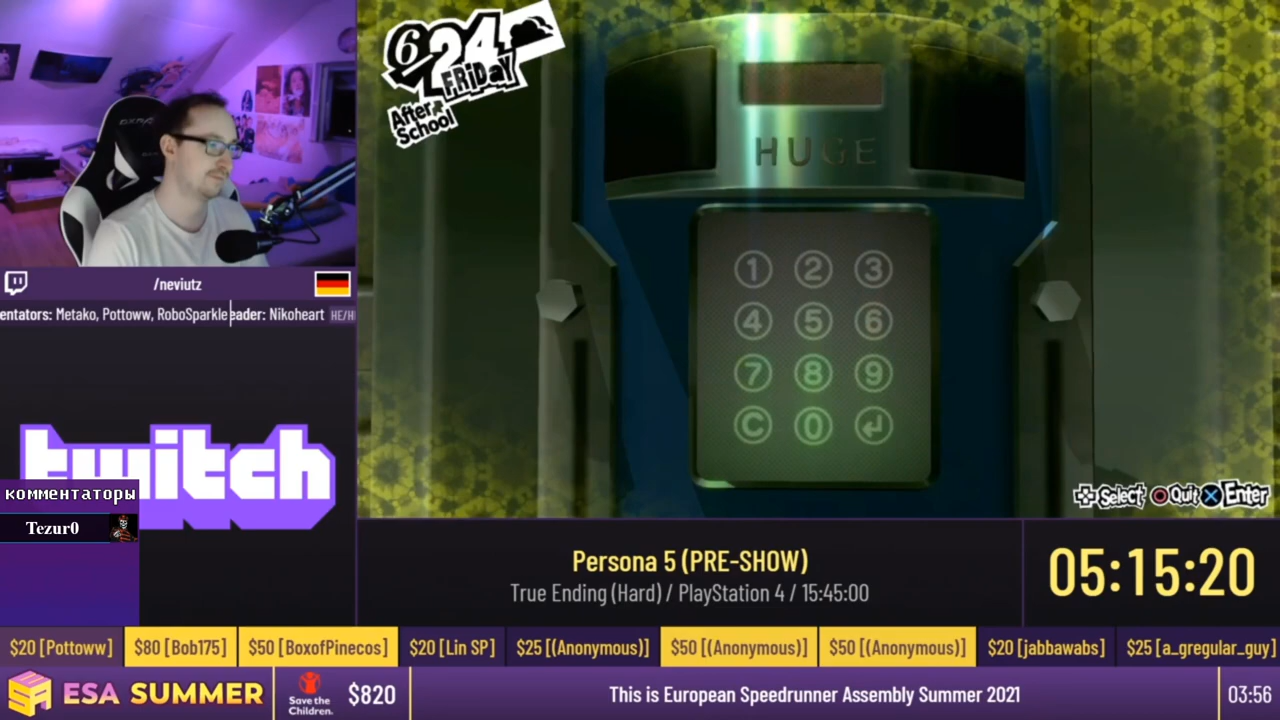 6/24
FRIDAY
After School
HUGE
1 2 3
4 5 6
7 8 9
C 0
Select Quit Enter
/neviutz
entators: Metako, Pottoww, RoboSparkle
eader: Nikoheart HE/H
twitch
комментаторы
Tezur0
Persona 5 (PRE-SHOW)
True Ending (Hard) / PlayStation 4 / 15:45:00
05:15:20
$20 [Pottoww] $80 [Bob175] $50 [BoxofPinecos] $20 [Lin SP] $25 [(Anonymous)] $50 [(Anonymous)] $50 [(Anonymous)] $20 [jabbawabs] $25 [a_gregular_guy]
ESA SUMMER
Save the Children.
$820
This is European Speedrunner Assembly Summer 2021
03:56